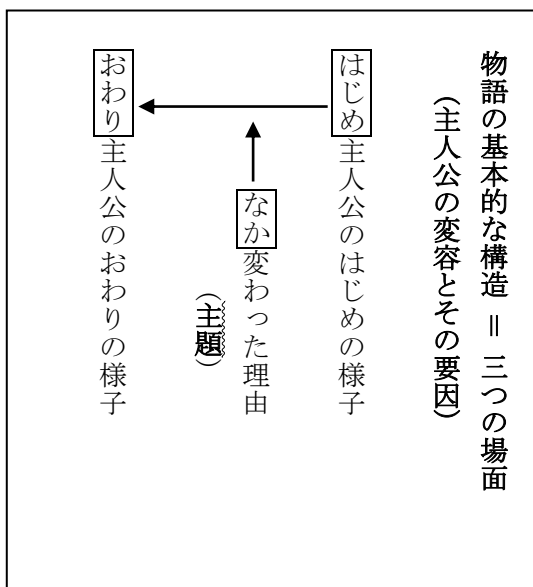 物語の基本的な構造 ＝ 三つの場面
（主人公の変容とその要因）
はじめ主人公のはじめの様子
なか変わった理由
（主題）
おわり主人公のおわりの様子